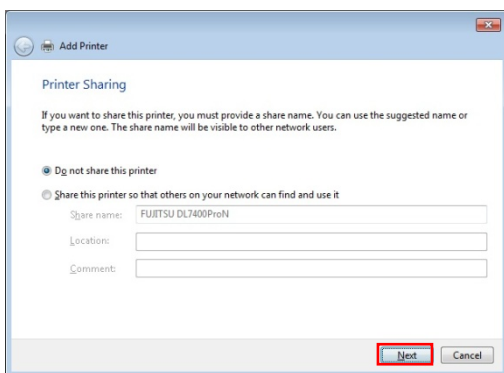 Add Printer
Printer Sharing
If you want to share this printer, you must provide a share name. You can use the suggested name or
type a new one. The share name will be visible to other network users.
Do not share this printer
Share this printer so that others on your network can find and use it
Share name: FUJITSU DL7400ProN
Location:
Comment:
Next Cancel